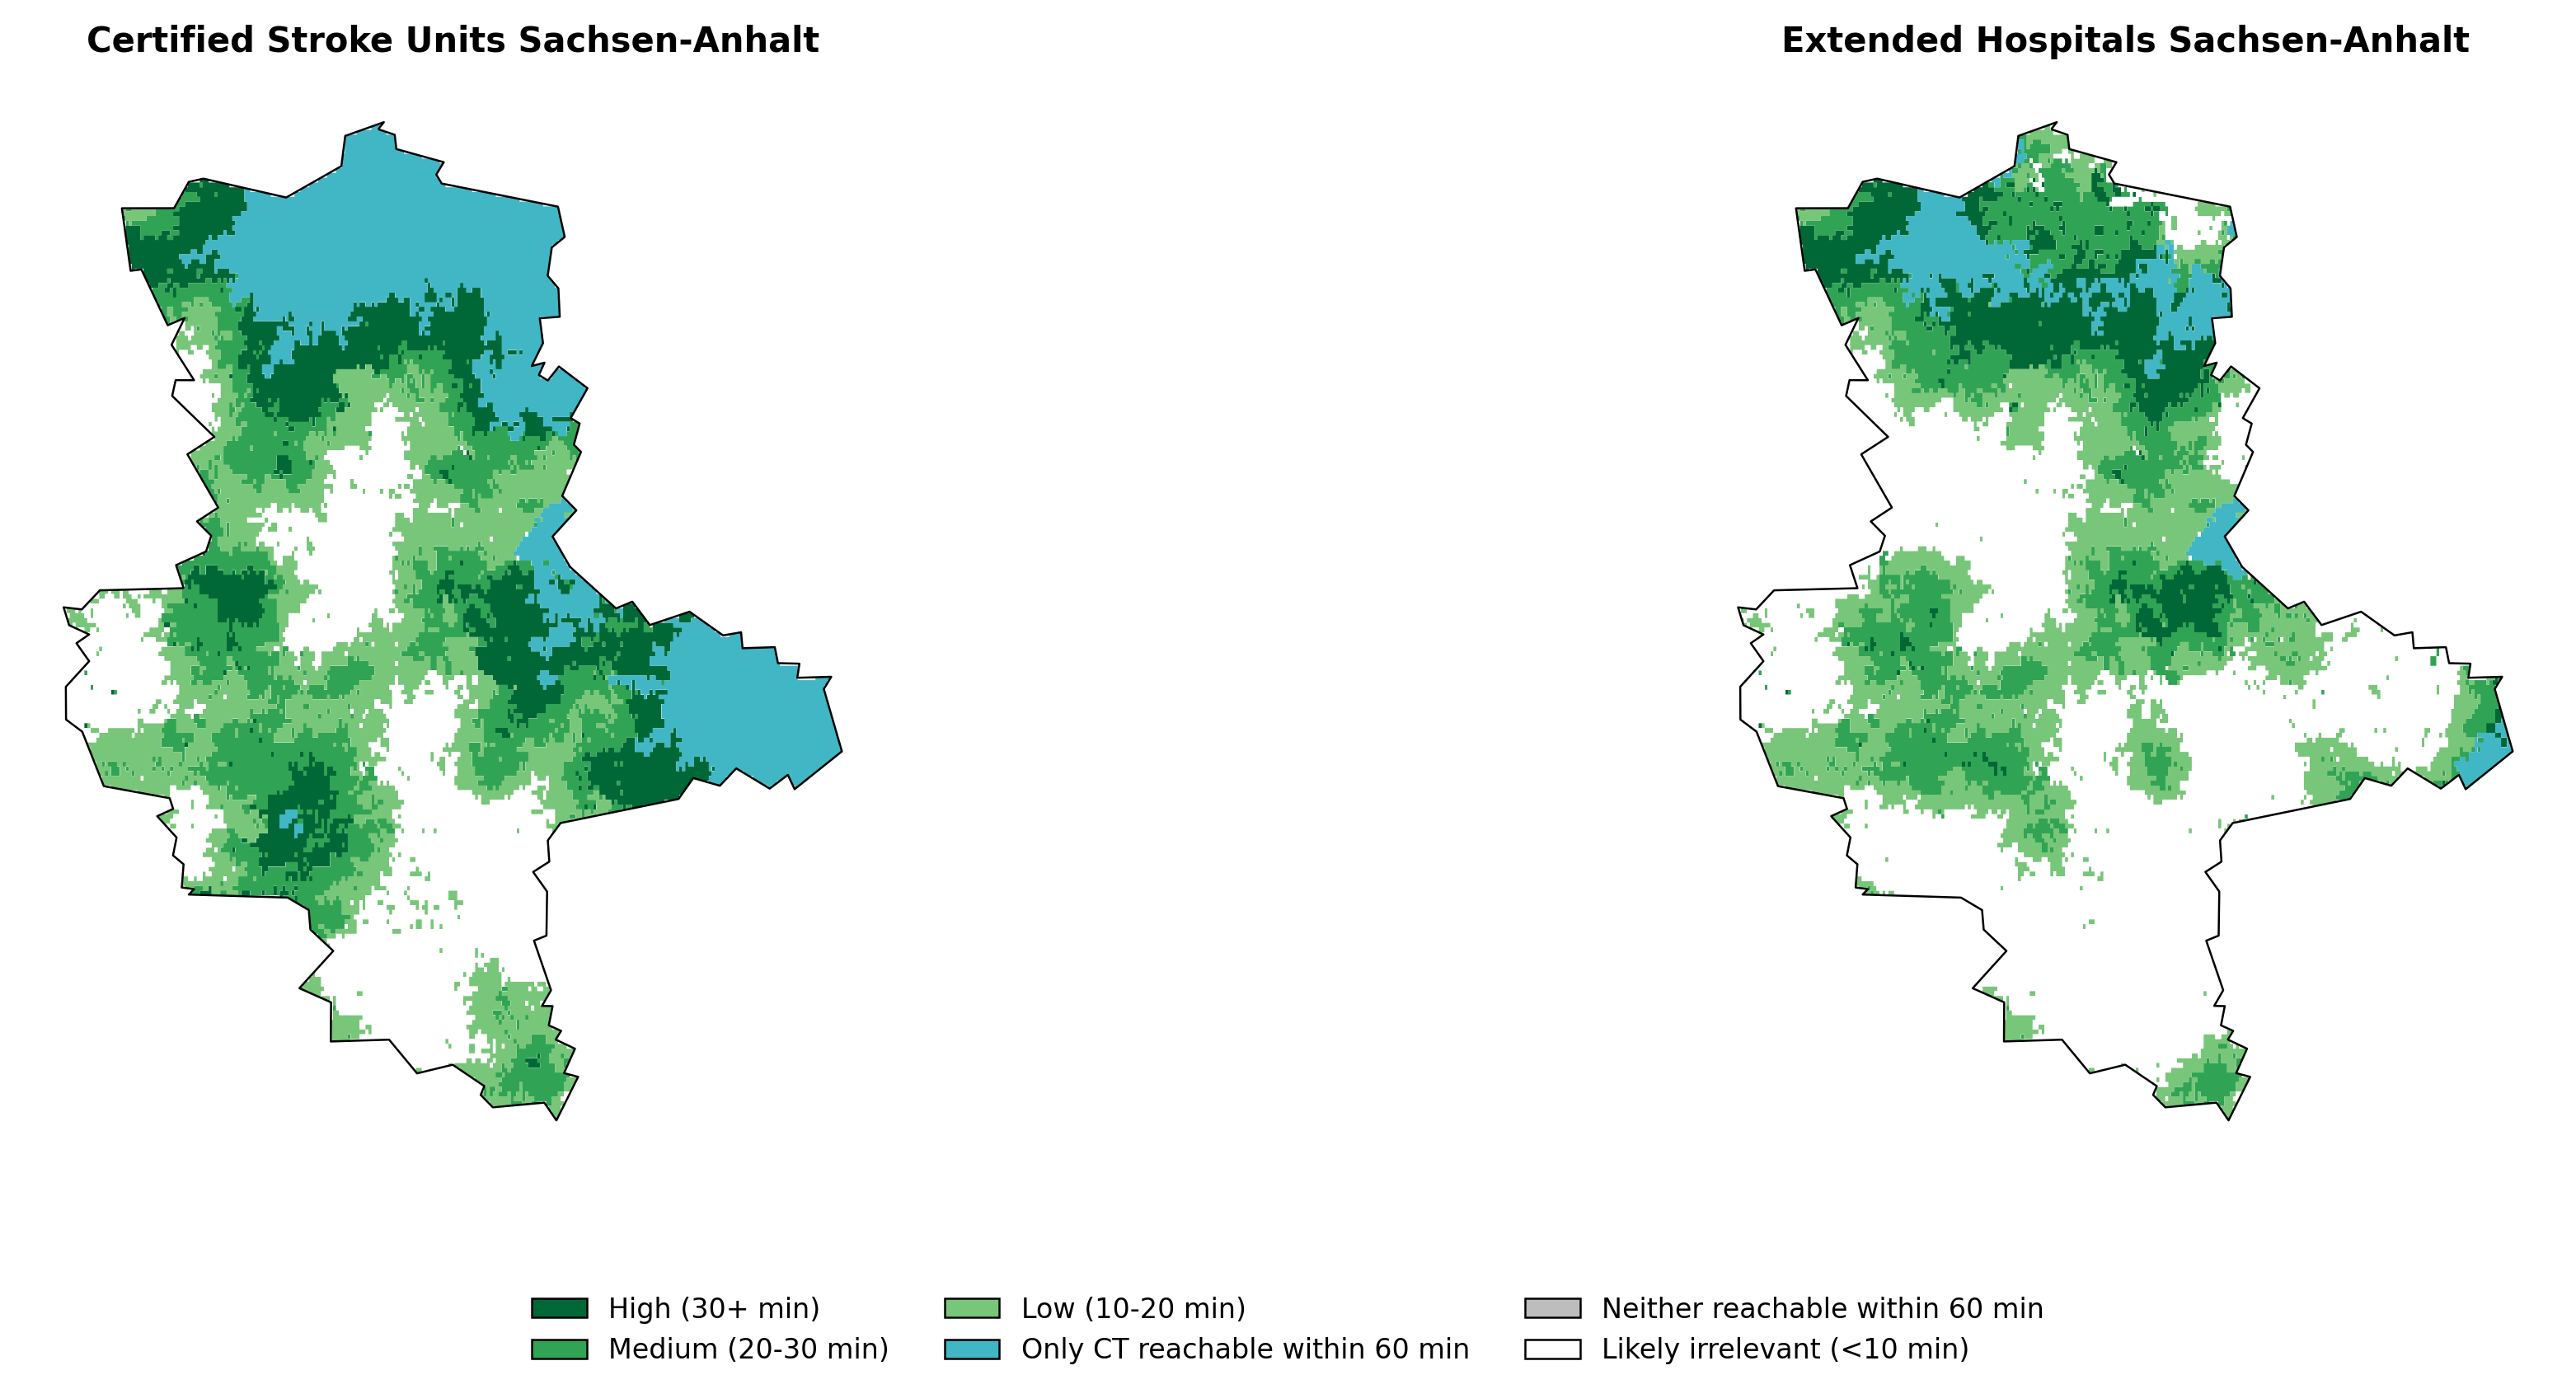 Certified Stroke Units Sachsen-Anhalt
Extended Hospitals Sachsen-Anhalt
High (30+ min)
Medium (20-30 min)
Low (10-20 min)
Only CT reachable within 60 min
Neither reachable within 60 min
Likely irrelevant (<10 min)